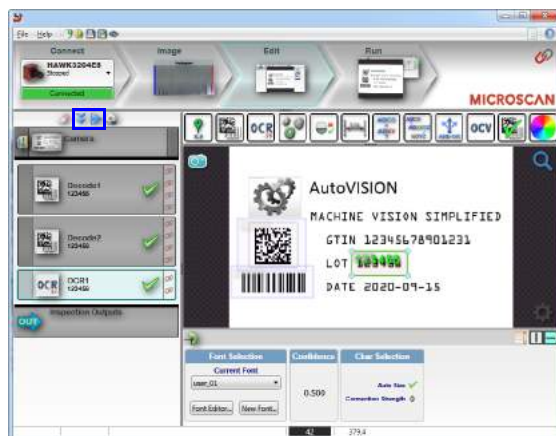 File Help
Connect
Image
Edit
Run
HAWK3204E8
Stopped
Connected
MICROSCAN
Camera
OCR
OCV
Decode1
123456
Decode2
123456
OCR OCR1
123456
Inspection Outputs
OUT
AutoVISION
MACHINE VISION SIMPLIFIED
GTIN 12345678901231
LOT 123456
DATE 2020-09-15
Font Selection
Current Font
user_01
Font Editor... New Font...
Confidence
0.500
Char Selection
Auto Size
Connection Strength 0
42
379,4